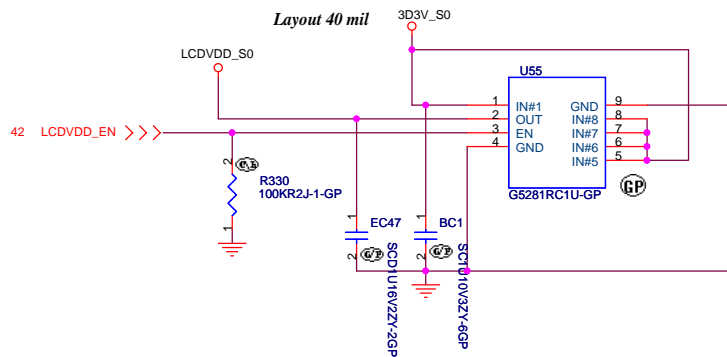 Layout 40 mil
3D3V_S0
LCDVDD_S0
U55
42 LCDVDD_EN
1 IN#1 GND 9
2 OUT IN#8 8
3 EN IN#7 7
4 GND IN#6 6
IN#5 5
G5281RC1U-GP
GP
2
R330
100KR2J-1-GP
1
1 EC47
2 G/P
SCD1U16V2ZY-2GP
1 BC1
2 G/P
SC1U10V3ZY-6GP